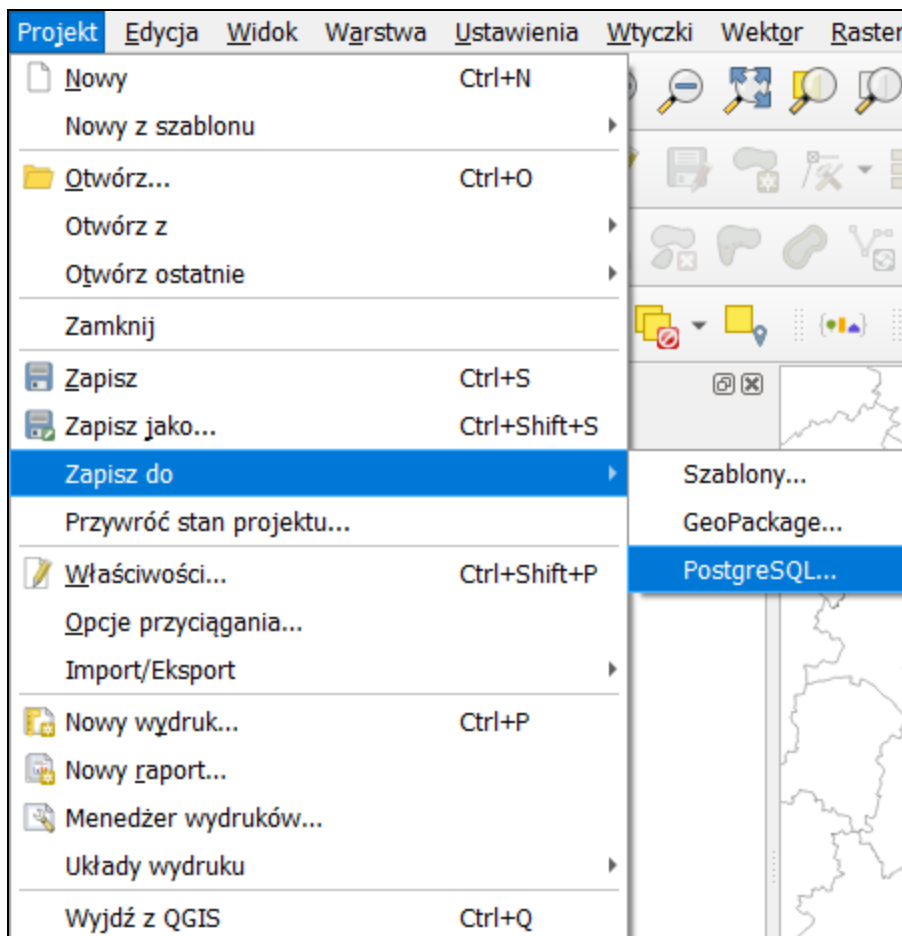 Projekt Edycja Widok Warstwa Ustawienia Wtyczki Wektor Raster
Nowy Ctrl+N
Nowy z szablonu
Otwórz... Ctrl+O
Otwórz z
Otwórz ostatnie
Zamknij
Zapisz Ctrl+S
Zapisz jako... Ctrl+Shift+S
Zapisz do
Szablony...
Przywróć stan projektu...
GeoPackage...
Właściwości... Ctrl+Shift+P
PostgreSQL...
Opcje przyciągania...
Import/Eksport
Nowy wydruk... Ctrl+P
Nowy raport...
Menedżer wydruków...
Układy wydruku
Wyjdź z QGIS Ctrl+Q